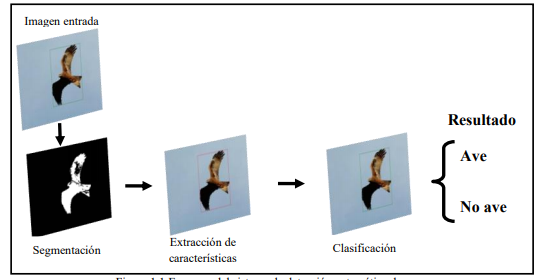 Imagen entrada
Segmentación
Extracción de
características
Clasificación
Resultado
Ave
No ave